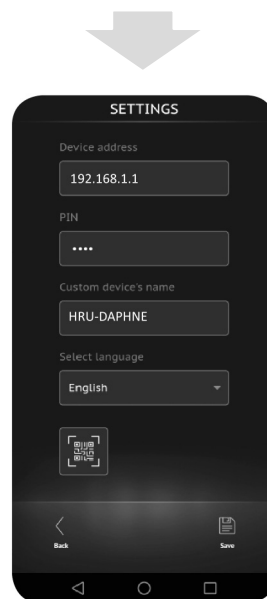 SETTINGS
Device address
192.168.1.1
PIN
••••
Custom device's name
HRU-DAPHNE
Select language
English
Back
Save